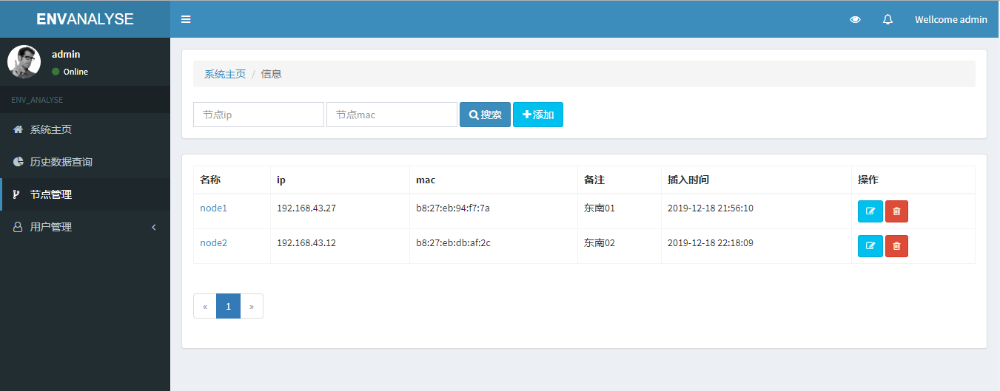 ENVANALYSE
Wellcome admin
admin
Online
ENV_ANALYSE
系统主页
历史数据查询
节点管理
用户管理
系统主页 / 信息
节点ip 节点mac 搜索 添加
名称 ip mac 备注 插入时间 操作
node1 192.168.43.27 b8:27:eb:94:f7:7a 东南01 2019-12-18 21:56:10
node2 192.168.43.12 b8:27:eb:db:af:2c 东南02 2019-12-18 22:18:09
« 1 »